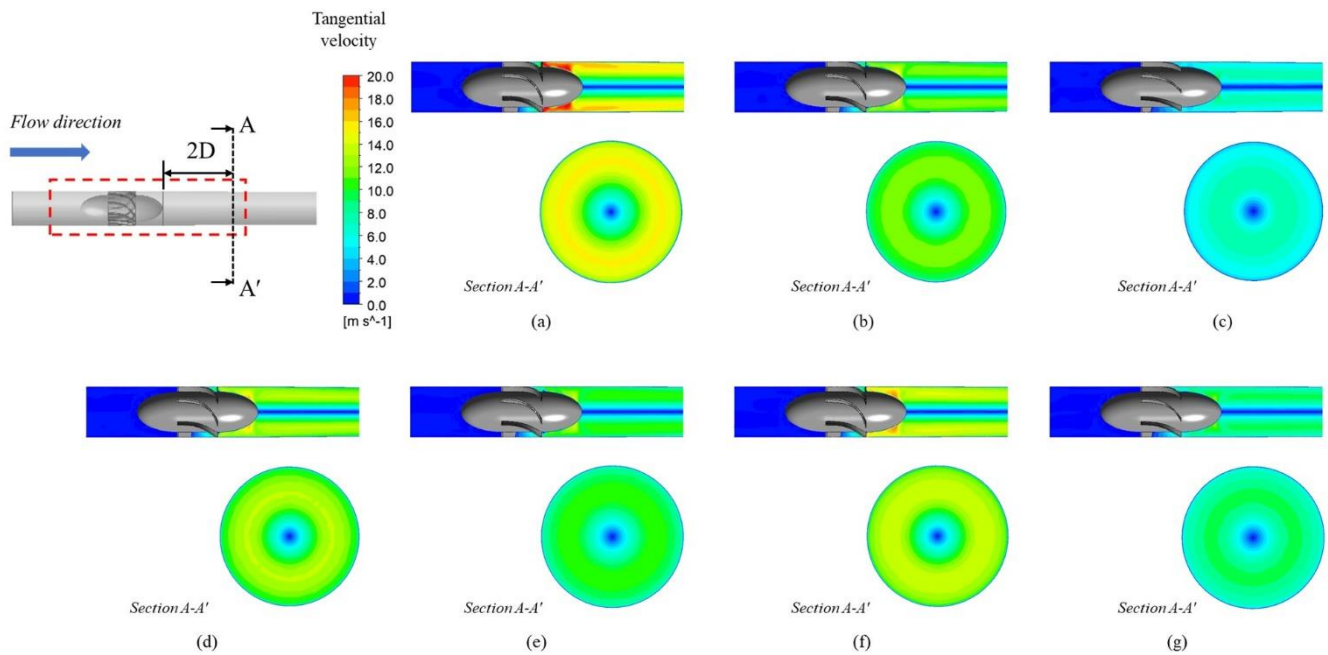 Tangential
velocity
Flow direction
A
2D
A'
20.0
18.0
16.0
14.0
12.0
10.0
8.0
6.0
4.0
2.0
0.0
[m s^-1]
Section A-A'
(a)
Section A-A'
(b)
Section A-A'
(c)
Section A-A'
(d)
Section A-A'
(e)
Section A-A'
(f)
Section A-A'
(g)